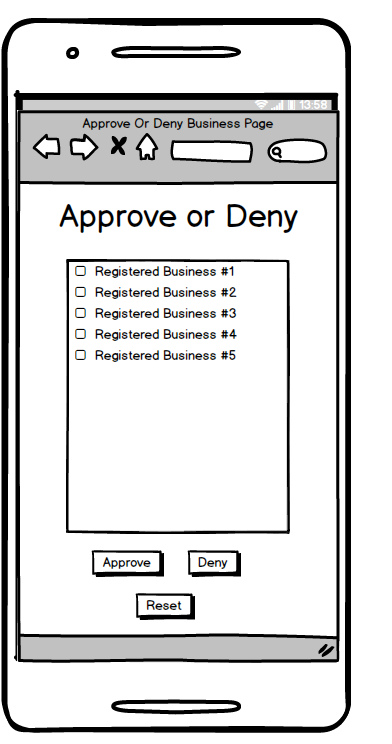 13:58
Approve Or Deny Business Page
Approve or Deny
Registered Business #1
Registered Business #2
Registered Business #3
Registered Business #4
Registered Business #5
Approve Deny
Reset